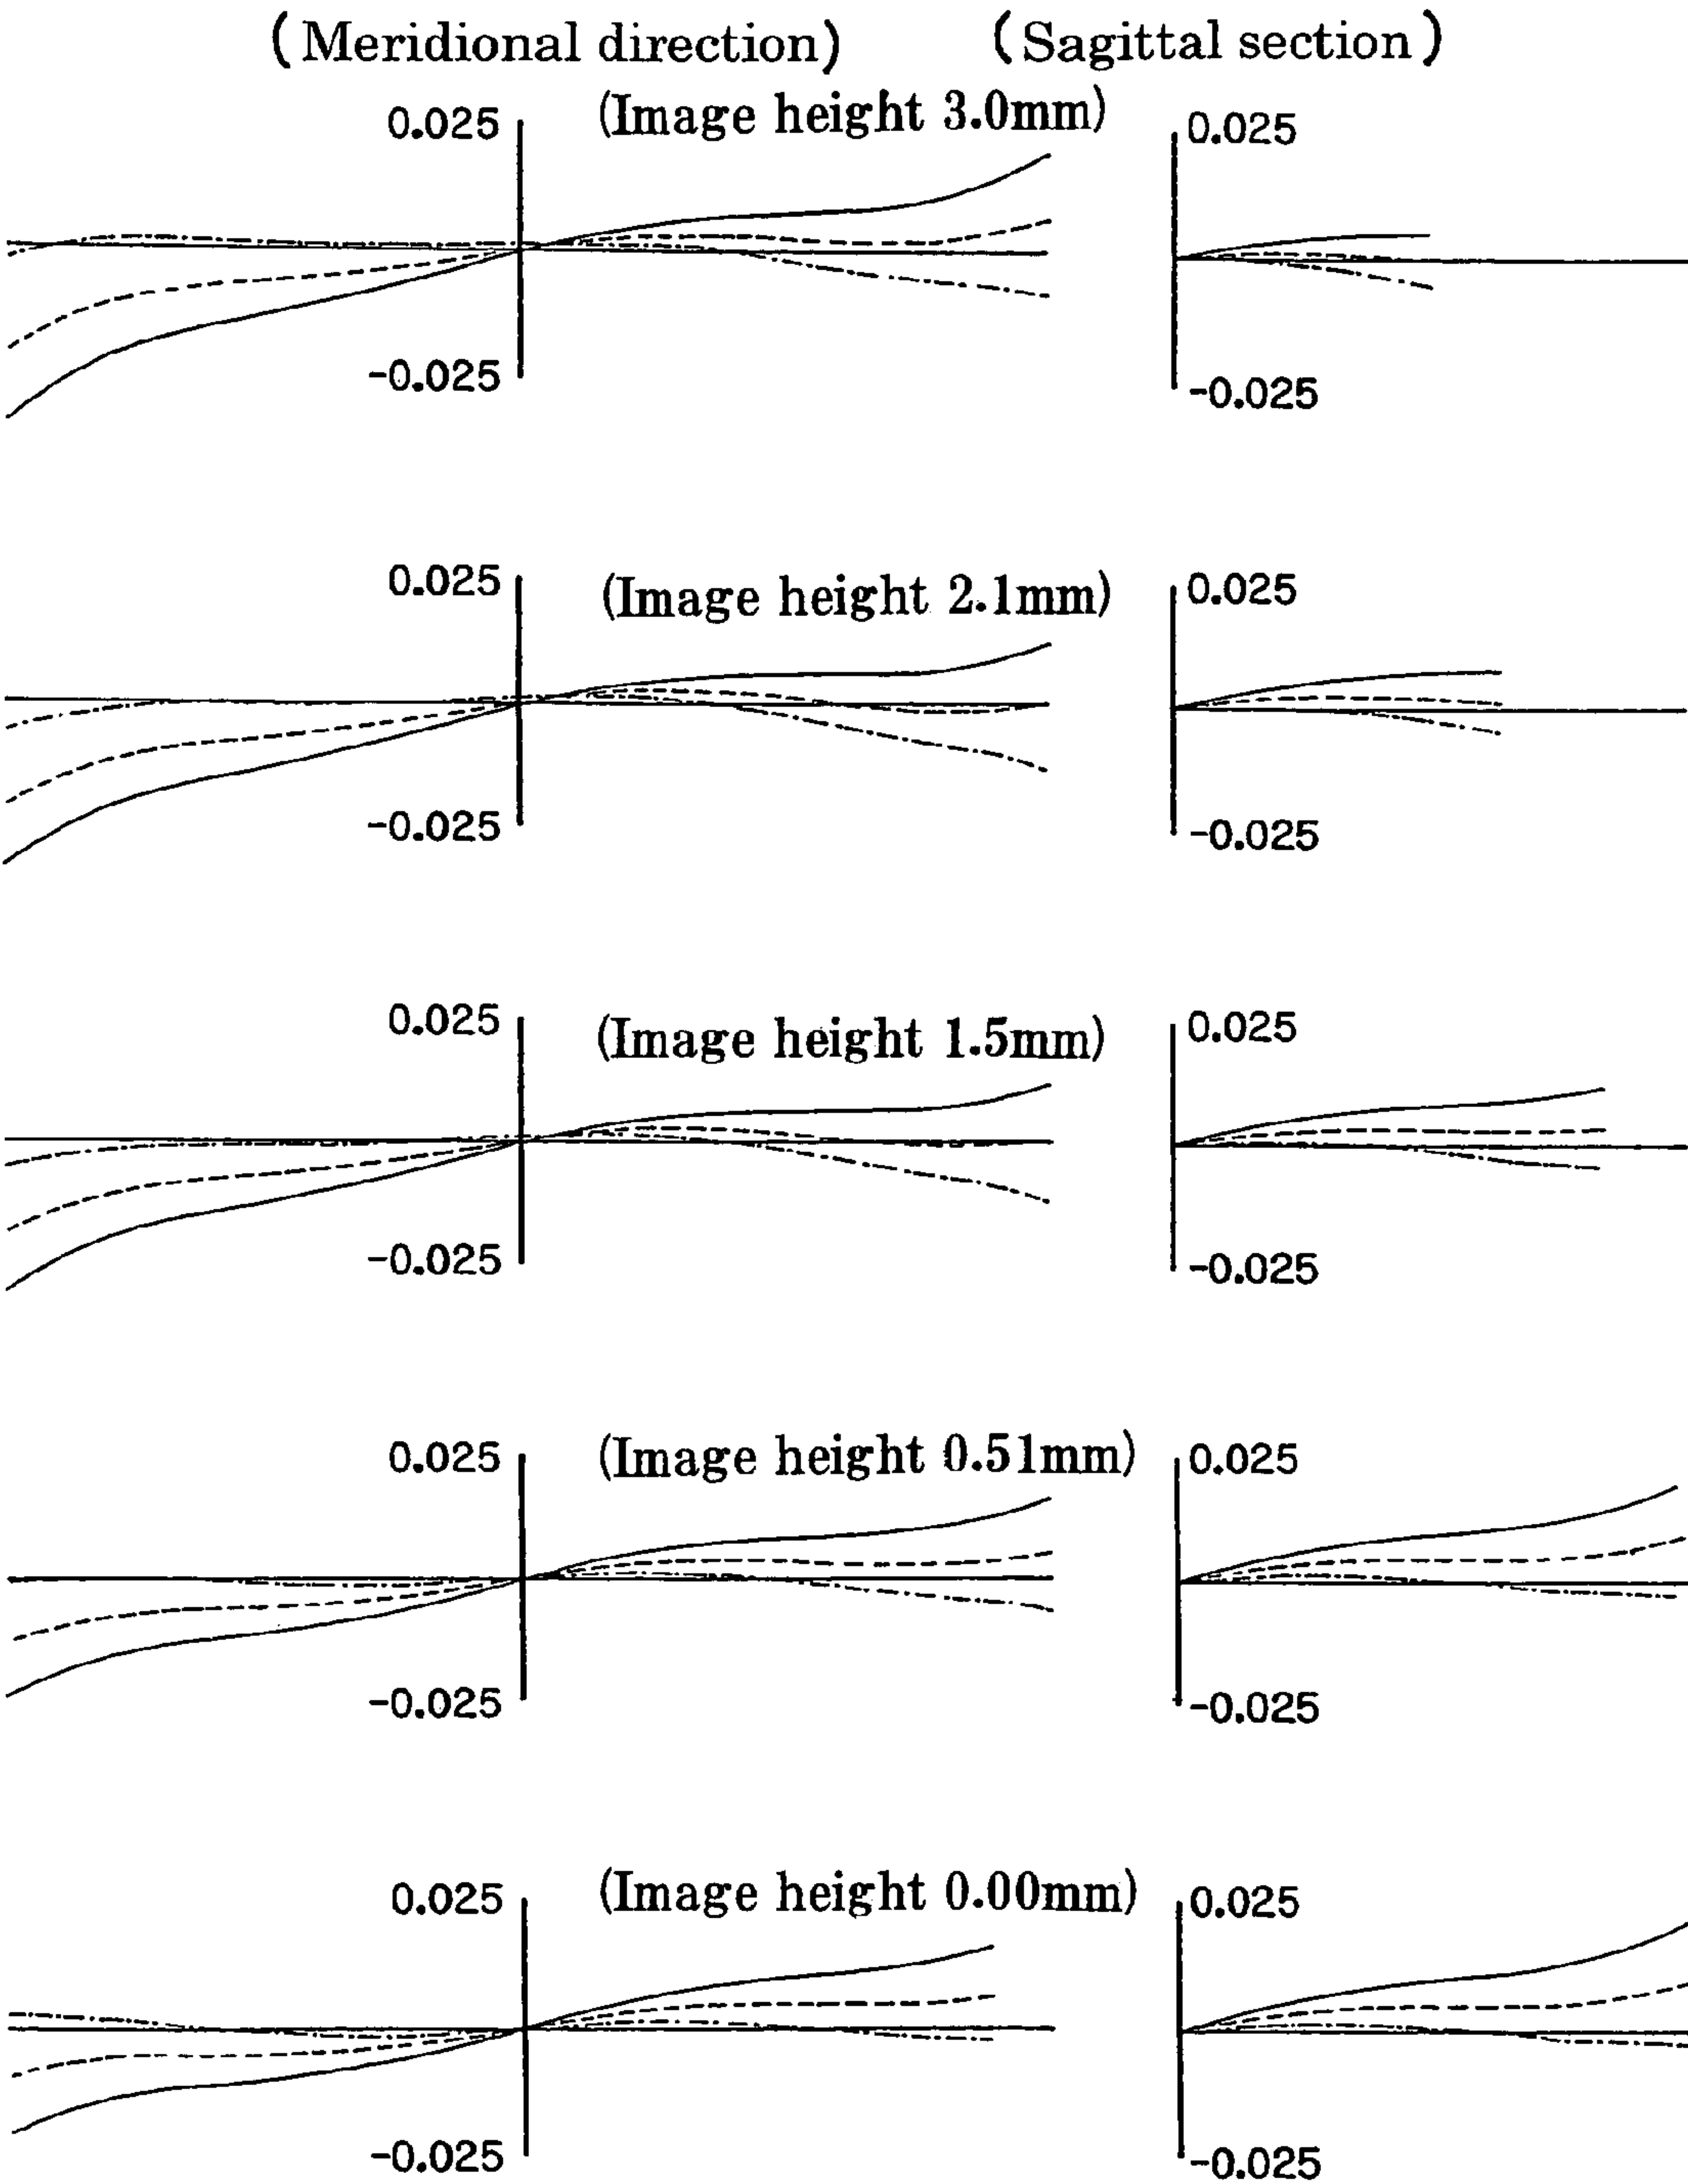 (Meridional direction) (Sagittal section)
(Image height 3.0mm)
0.025 0.025
-0.025 -0.025
(Image height 2.1mm)
0.025 0.025
-0.025 -0.025
(Image height 1.5mm)
0.025 0.025
-0.025 -0.025
(Image height 0.51mm)
0.025 0.025
-0.025 -0.025
(Image height 0.00mm)
0.025 0.025
-0.025 -0.025